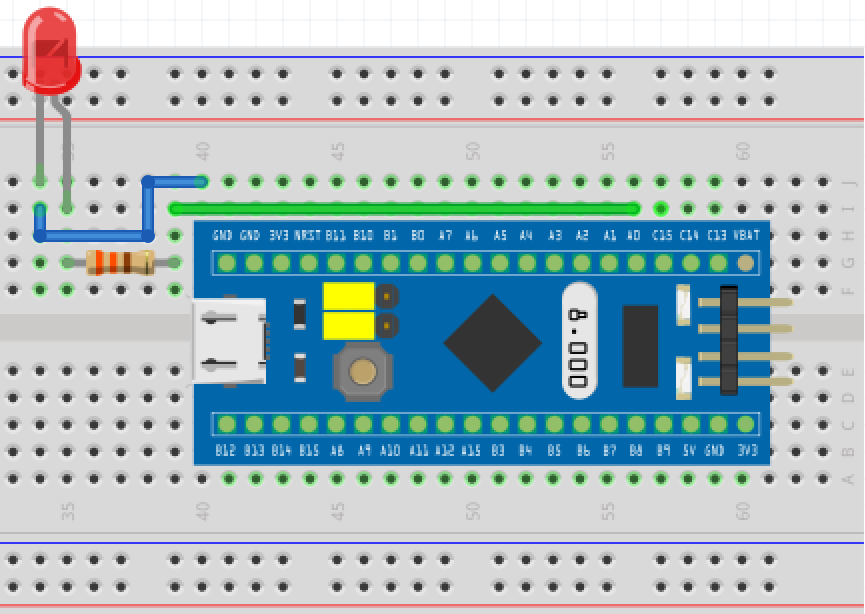 35 40 45 50 55 60
J
I
GND GND 3V3 NRST B11 B10 B1 B0 A7 A6 A5 A4 A3 A2 A1 A0 C15 C14 C13 VBAT
H
G
F
8.000
E
D
C
B12 B13 B14 B15 A8 A9 A10 A11 A12 A15 B3 B4 B5 B6 B7 B8 B9 5V GND 3V3
B
A
35 40 45 50 55 60